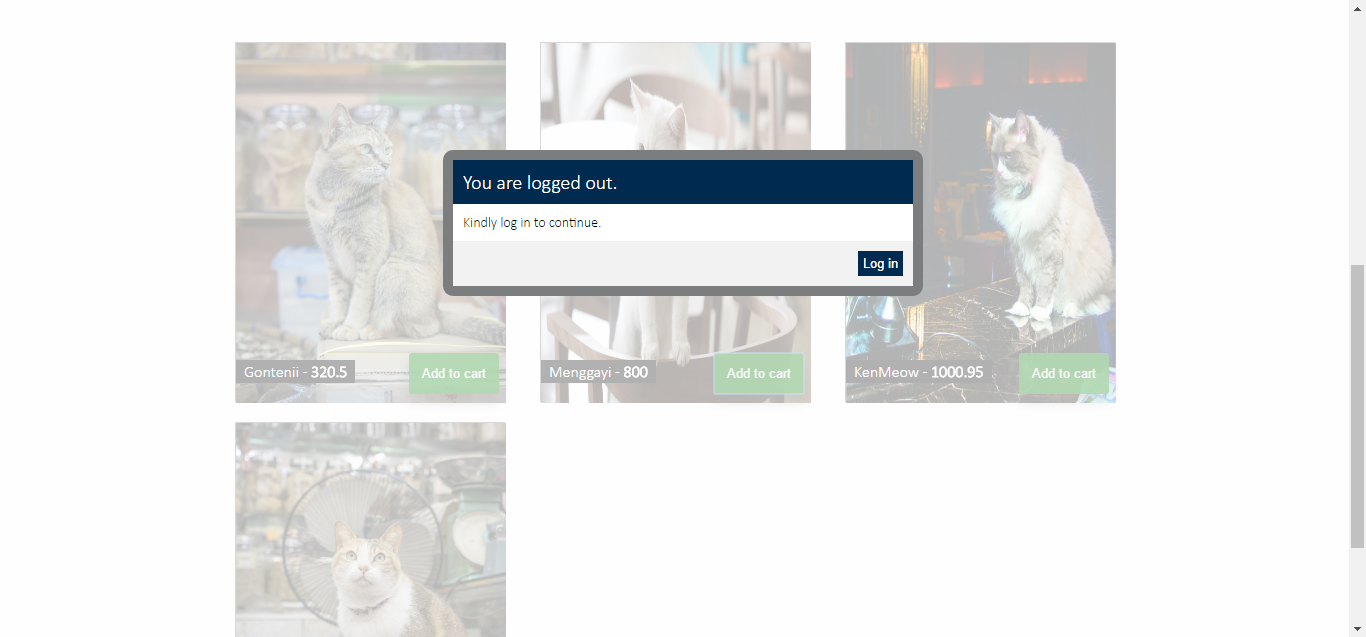 You are logged out.
Kindly log in to continue.
Log in
Gontenii - 320.5
Add to cart
Menggayi - 800
Add to cart
KenMeow - 1000.95
Add to cart